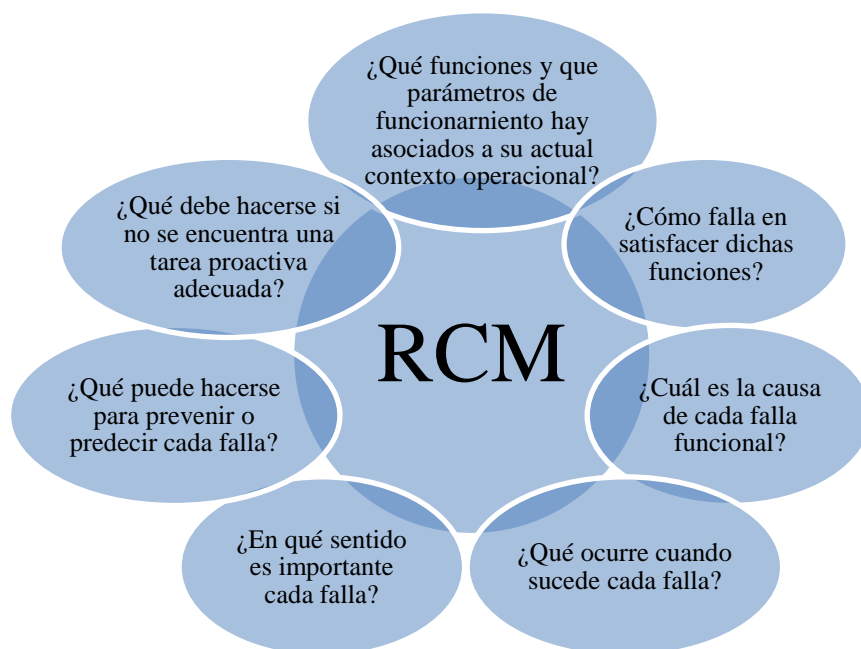 ¿Qué funciones y que
parámetros de
funcionarniento hay
asociados a su actual
contexto operacional?
¿Cómo falla en
satisfacer dichas
funciones?
¿Cuál es la causa
de cada falla
funcional?
¿Qué ocurre cuando
sucede cada falla?
¿En qué sentido
es importante
cada falla?
¿Qué puede hacerse
para prevenir o
predecir cada falla?
¿Qué debe hacerse si
no se encuentra una
tarea proactiva
adecuada?
RCM